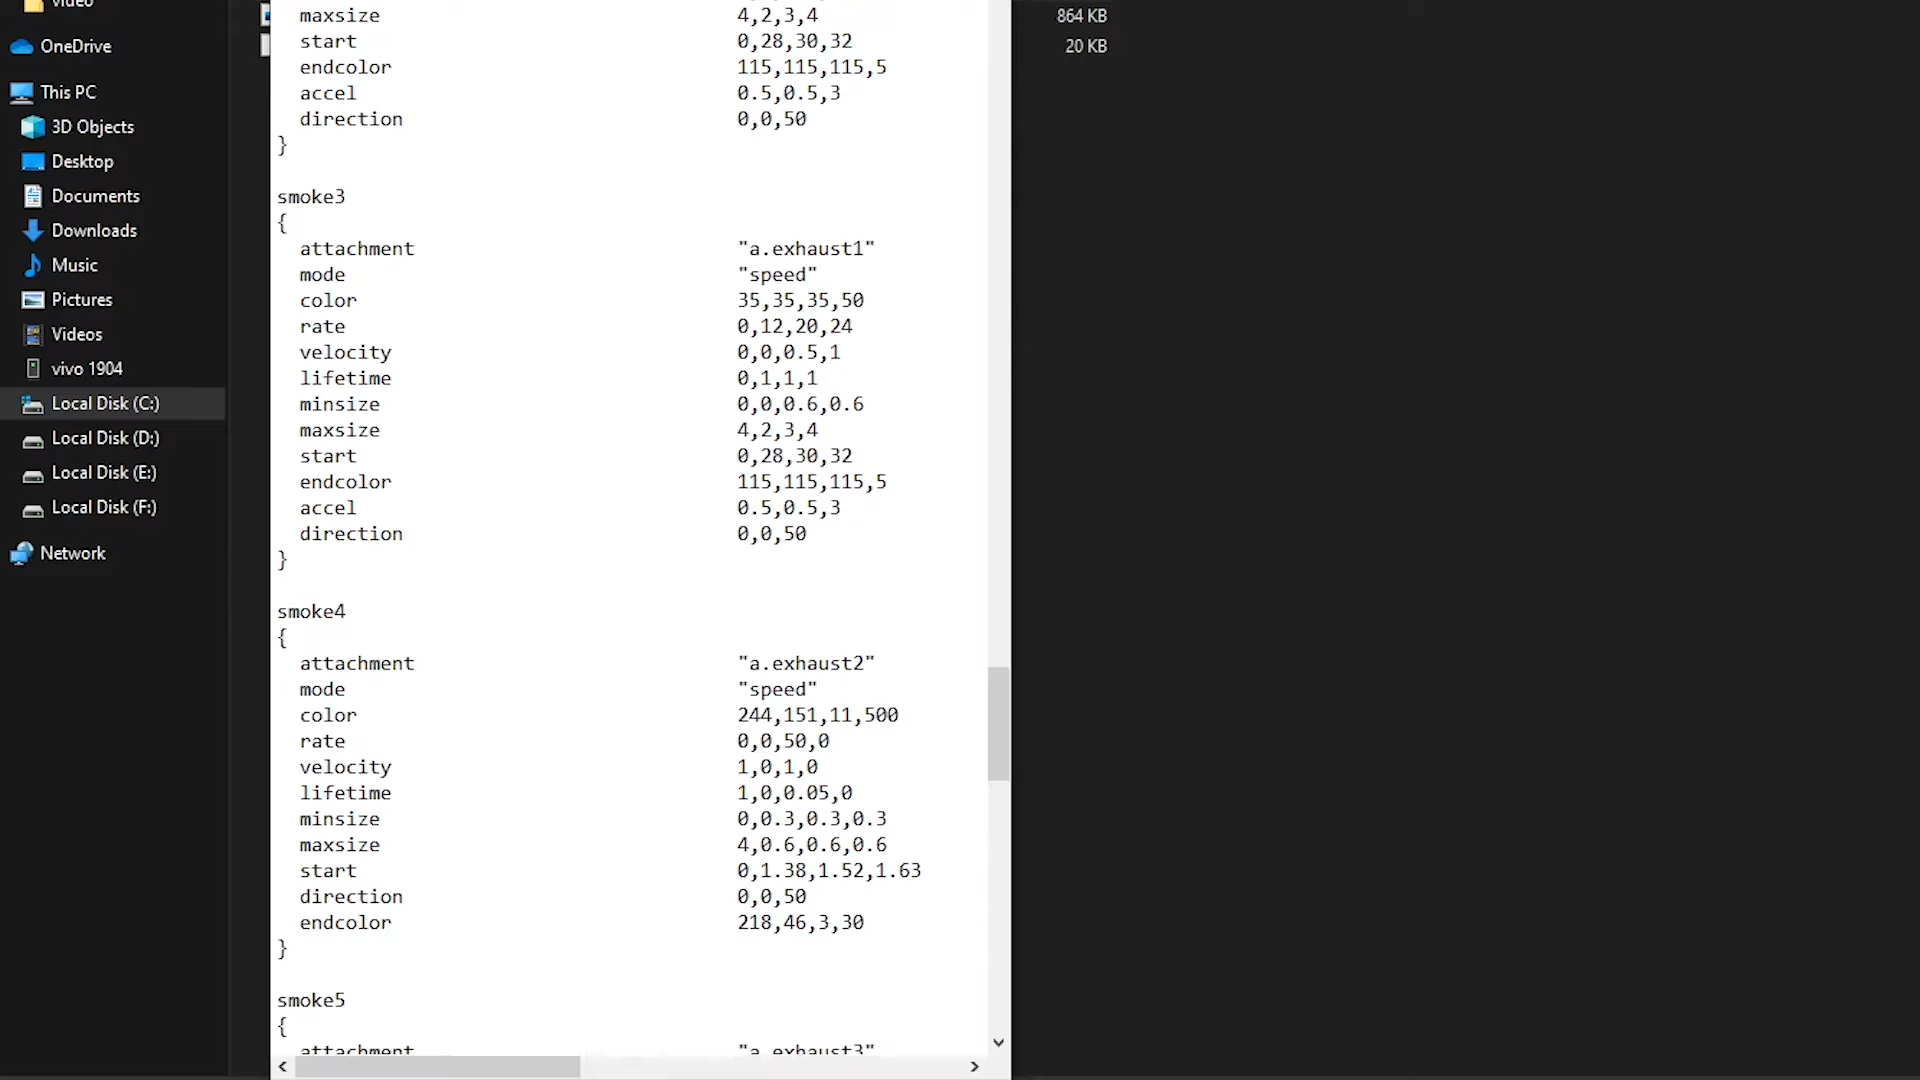 video
OneDrive
This PC
3D Objects
Desktop
Documents
Downloads
Music
Pictures
Videos
vivo 1904
Local Disk (C:)
Local Disk (D:)
Local Disk (E:)
Local Disk (F:)
Network
maxsize 4,2,3,4
start 0,28,30,32
endcolor 115,115,115,5
accel 0.5,0.5,3
direction 0,0,50
}
smoke3
{
attachment "a.exhaust1"
mode "speed"
color 35,35,35,50
rate 0,12,20,24
velocity 0,0,0.5,1
lifetime 0,1,1,1
minsize 0,0,0.6,0.6
maxsize 4,2,3,4
start 0,28,30,32
endcolor 115,115,115,5
accel 0.5,0.5,3
direction 0,0,50
}
smoke4
{
attachment "a.exhaust2"
mode "speed"
color 244,151,11,500
rate 0,0,50,0
velocity 1,0,1,0
lifetime 1,0,0.05,0
minsize 0,0.3,0.3,0.3
maxsize 4,0.6,0.6,0.6
start 0,1.38,1.52,1.63
direction 0,0,50
endcolor 218,46,3,30
}
smoke5
{
attachment "a.exhaust3"
864 KB
20 KB